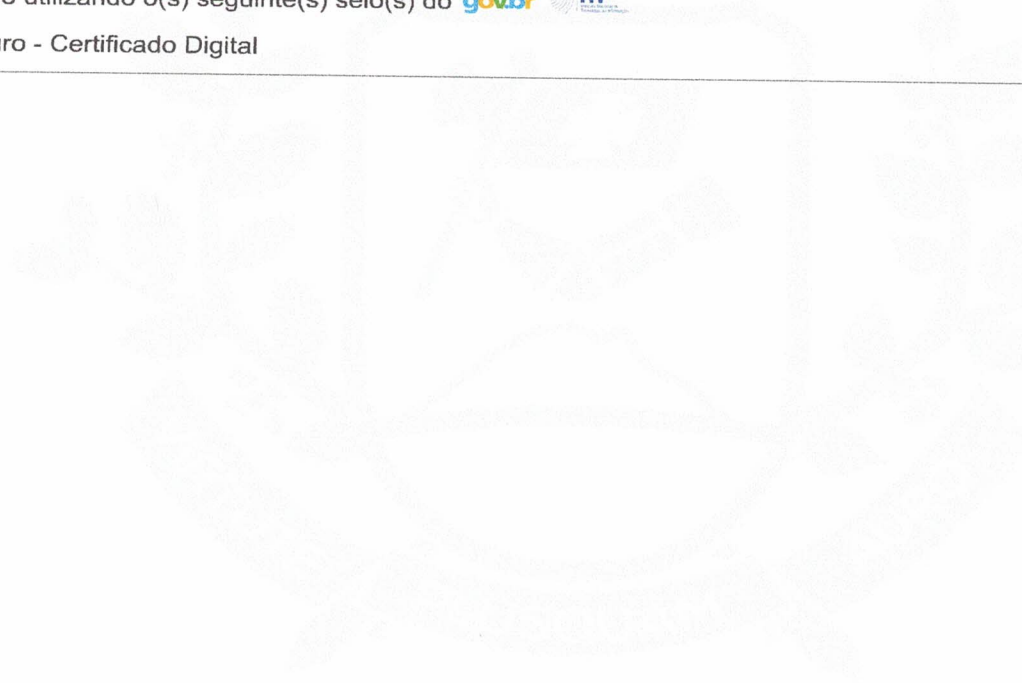 utilizando o(s) seguinte(s) selo(s) do gov.br
ro - Certificado Digital